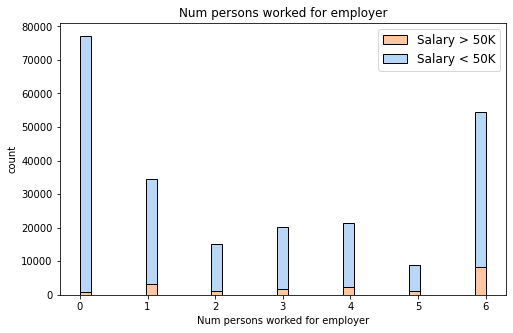 Num persons worked for employer
Salary > 50K
Salary < 50K
80000
70000
60000
50000
40000
30000
20000
10000
0
count
0 1 2 3 4 5 6
Num persons worked for employer